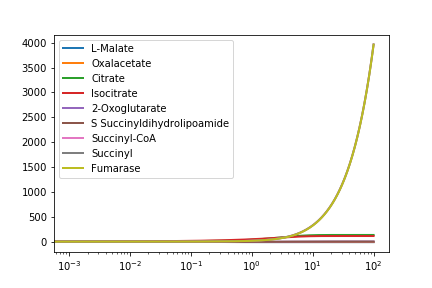 4000
3500
3000
2500
2000
1500
1000
500
0
L-Malate
Oxalacetate
Citrate
Isocitrate
2-Oxoglutarate
S Succinyldihydrolipoamide
Succinyl-CoA
Succinyl
Fumarase
10⁻³ 10⁻² 10⁻¹ 10⁰ 10¹ 10²